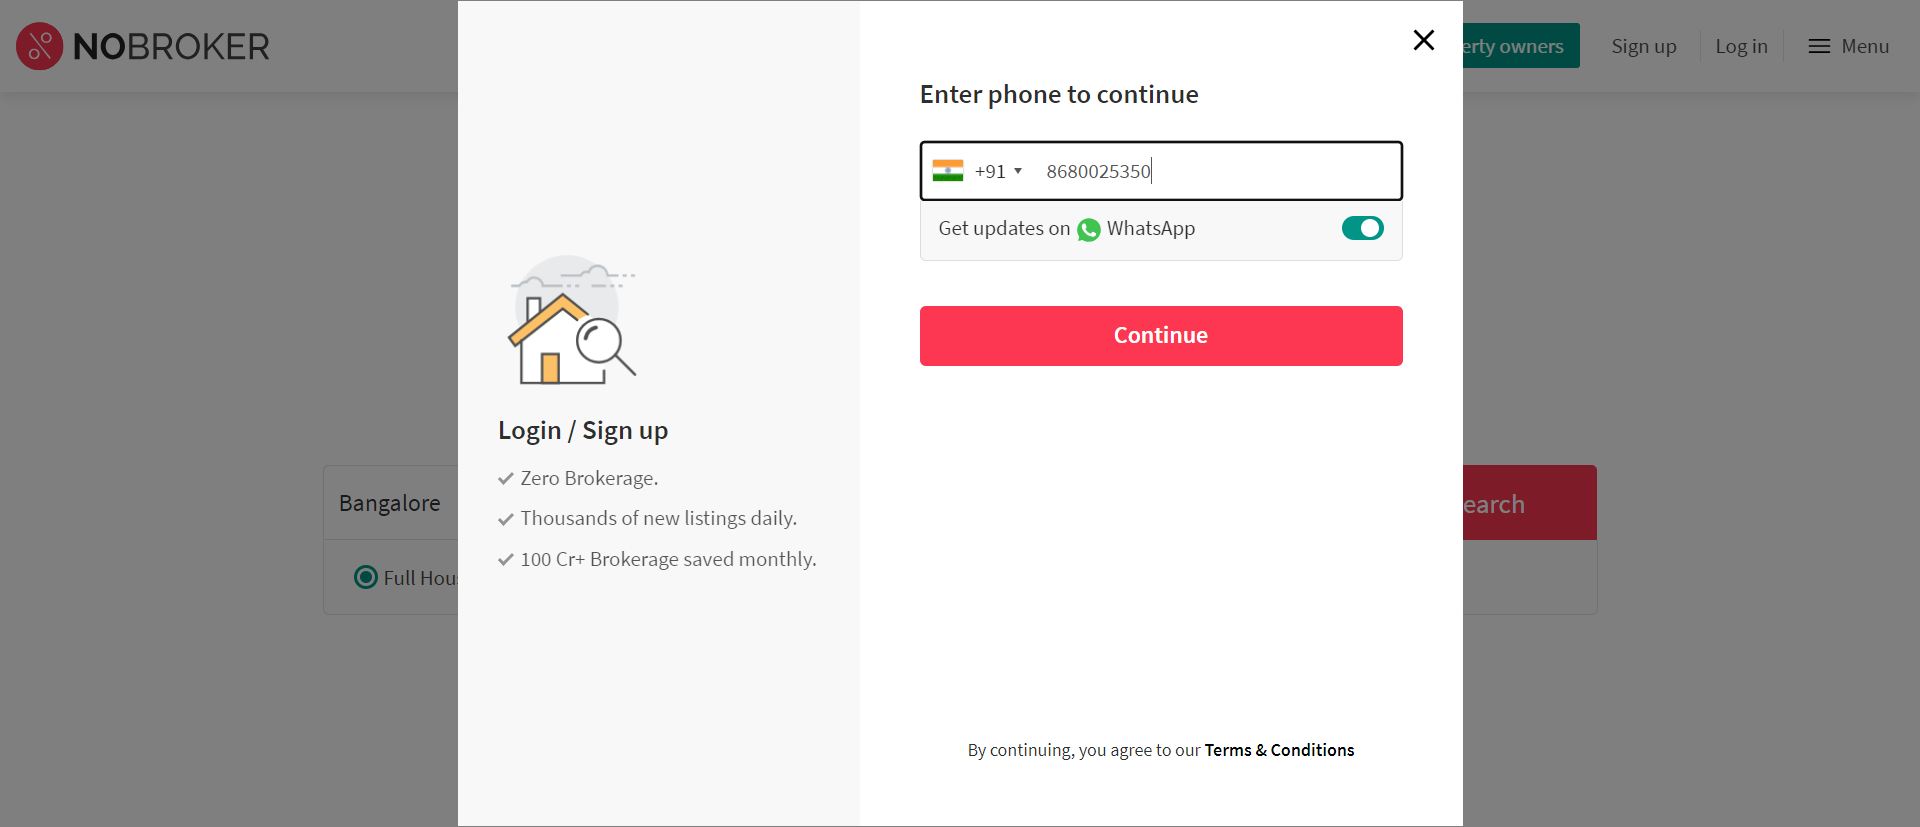 NOBROKER
erty owners
Sign up
Log in
Menu
Enter phone to continue
+91
8680025350
Get updates on WhatsApp
Continue
Login / Sign up
Zero Brokerage.
Thousands of new listings daily.
100 Cr+ Brokerage saved monthly.
Bangalore
earch
Full Hou
By continuing, you agree to our Terms & Conditions